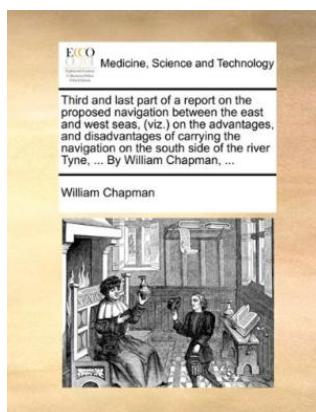 ECCO
Medicine, Science and Technology
Third and last part of a report on the
proposed navigation between the east
and west seas, (viz.) on the advantages,
and disadvantages of carrying the
navigation on the south side of the river
Tyne, ... By William Chapman, ...
William Chapman